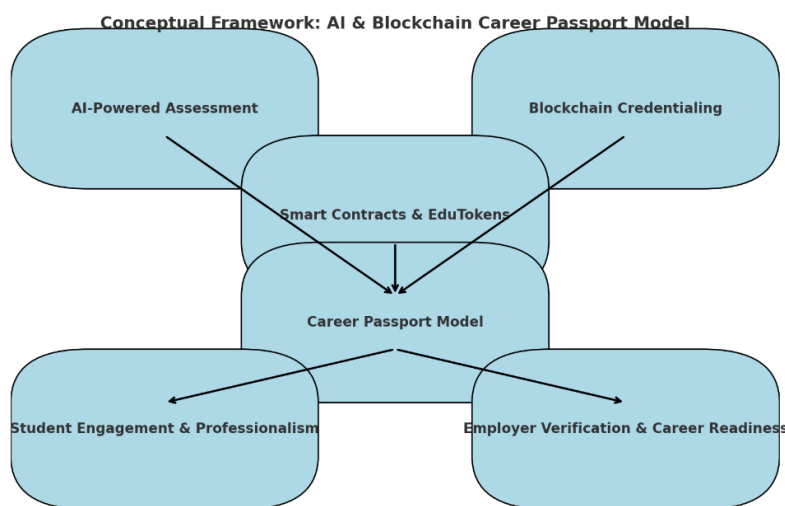 Conceptual Framework: AI & Blockchain Career Passport Model
AI-Powered Assessment
Blockchain Credentialing
Smart Contracts & EduTokens
Career Passport Model
Student Engagement & Professionalism
Employer Verification & Career Readiness